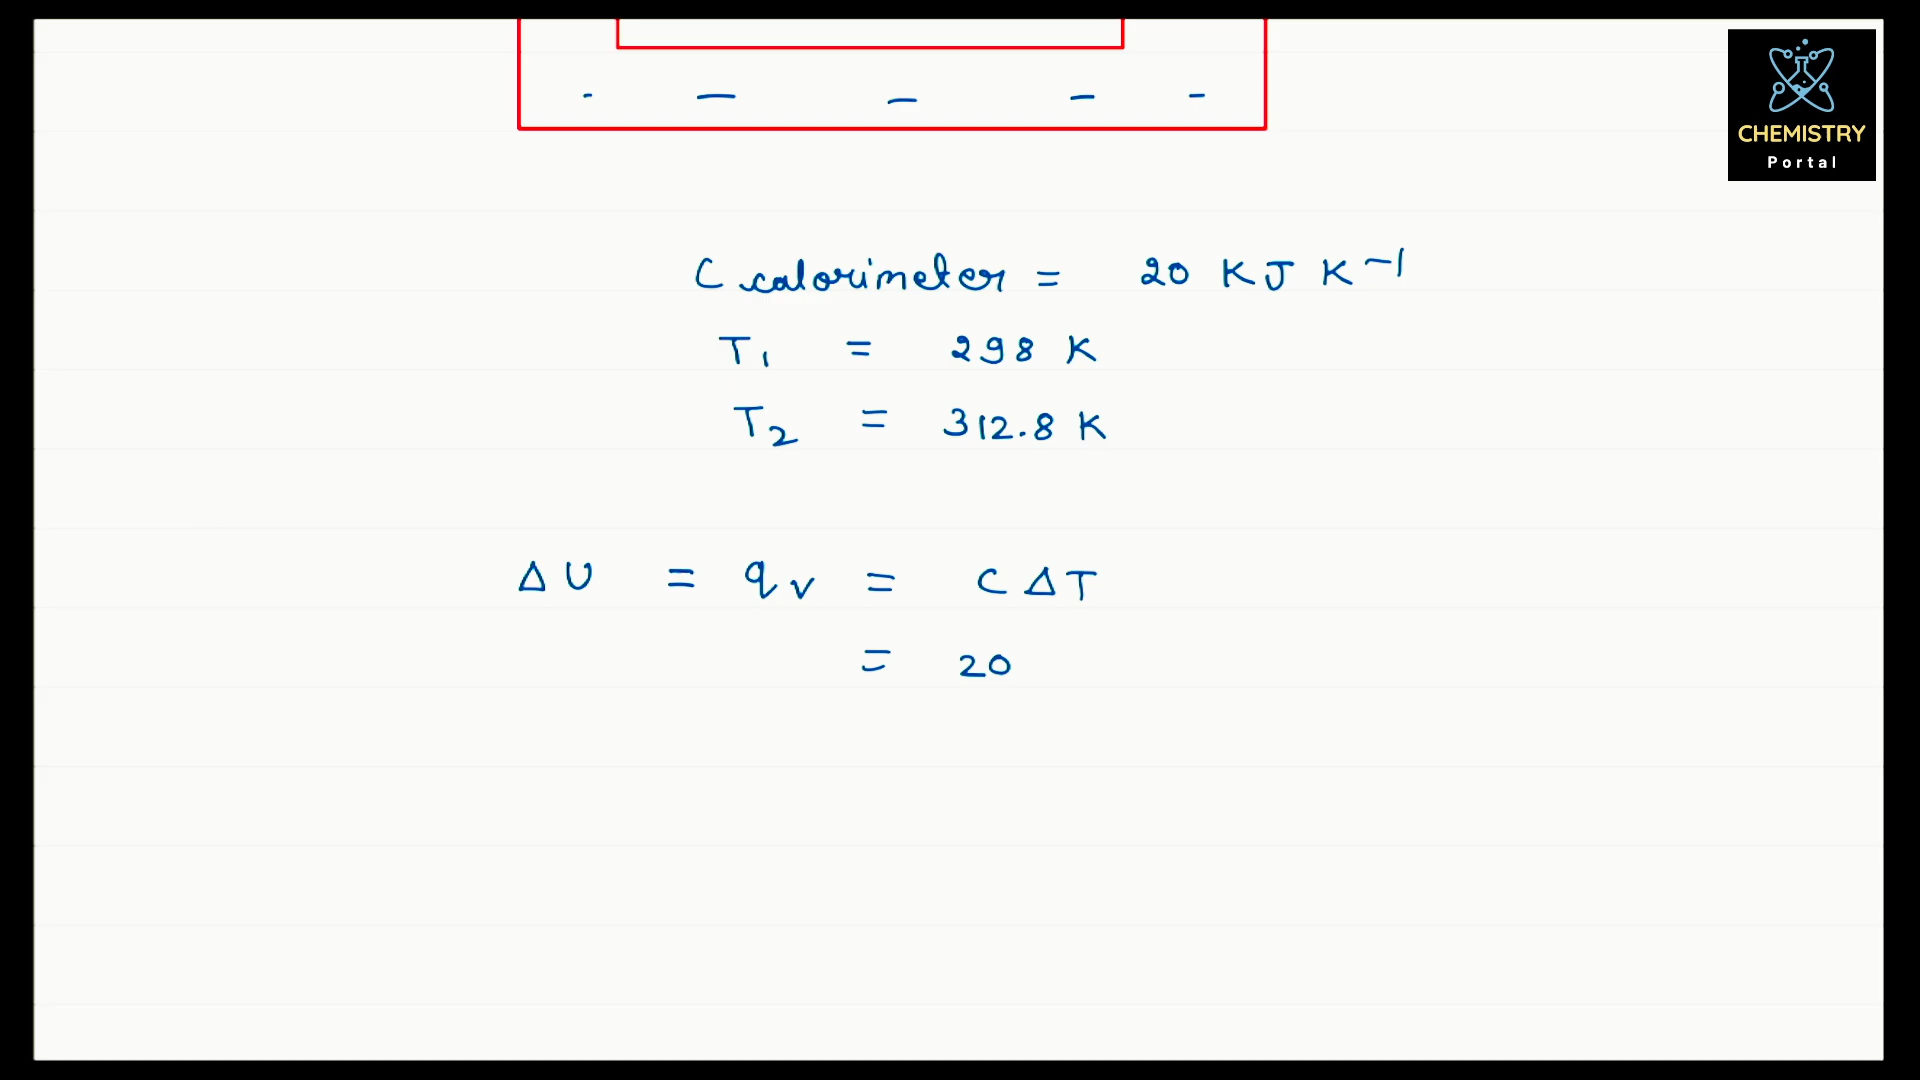 CHEMISTRY
Portal
C calorimeter = 20 KJ K⁻¹
T₁ = 298 K
T₂ = 312.8 K
ΔU = qᵥ = CΔT
= 20